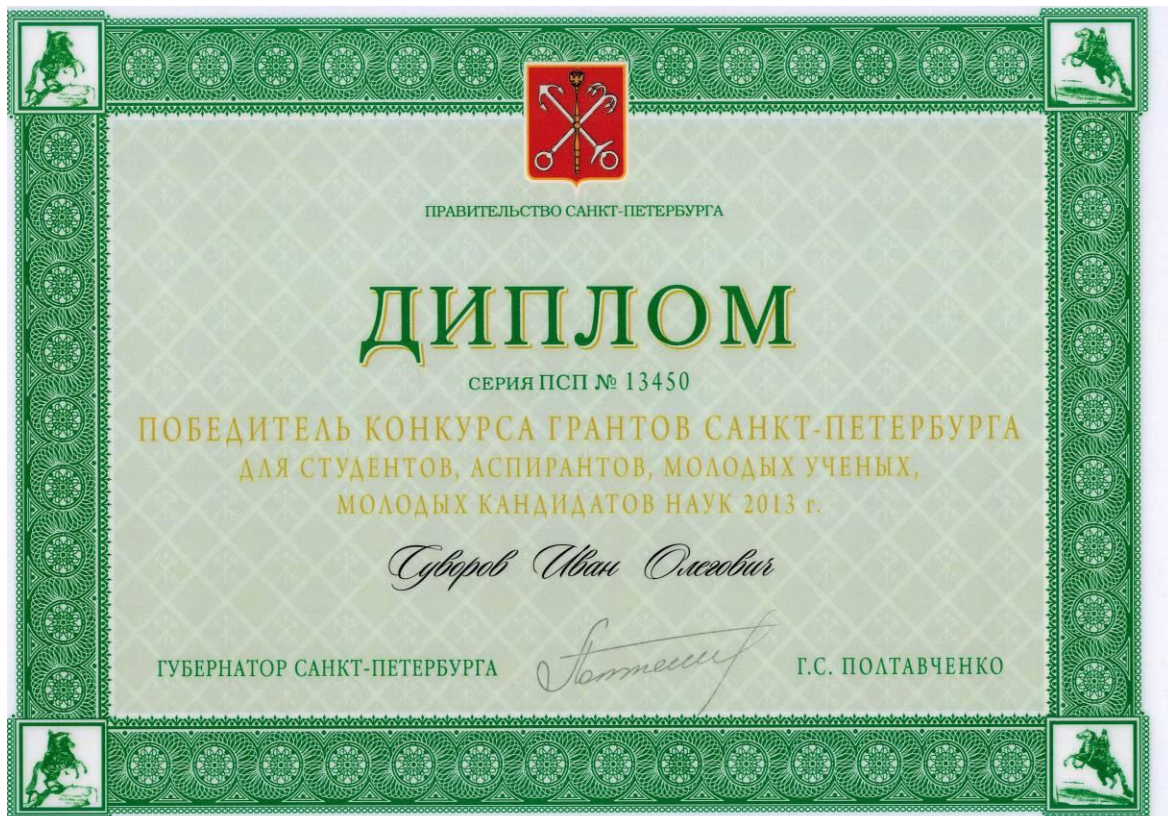 ПРАВИТЕЛЬСТВО САНКТ-ПЕТЕРБУРГА
ДИПЛОМ
СЕРИЯ ПСП № 13450
ПОБЕДИТЕЛЬ КОНКУРСА ГРАНТОВ САНКТ-ПЕТЕРБУРГА
ДЛЯ СТУДЕНТОВ, АСПИРАНТОВ, МОЛОДЫХ УЧЕНЫХ,
МОЛОДЫХ КАНДИДАТОВ НАУК 2013 г.
Суворов Иван Олегович
ГУБЕРНАТОР САНКТ-ПЕТЕРБУРГА Г.С. ПОЛТАВЧЕНКО